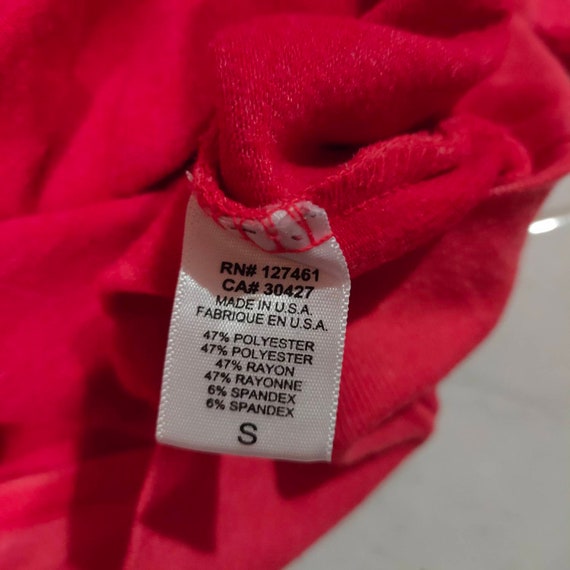 RN# 127461
CA# 30427
MADE IN U.S.A.
FABRIQUE EN U.S.A.
47% POLYESTER
47% POLYESTER
47% RAYON
47% RAYONNE
6% SPANDEX
6% SPANDEX
S